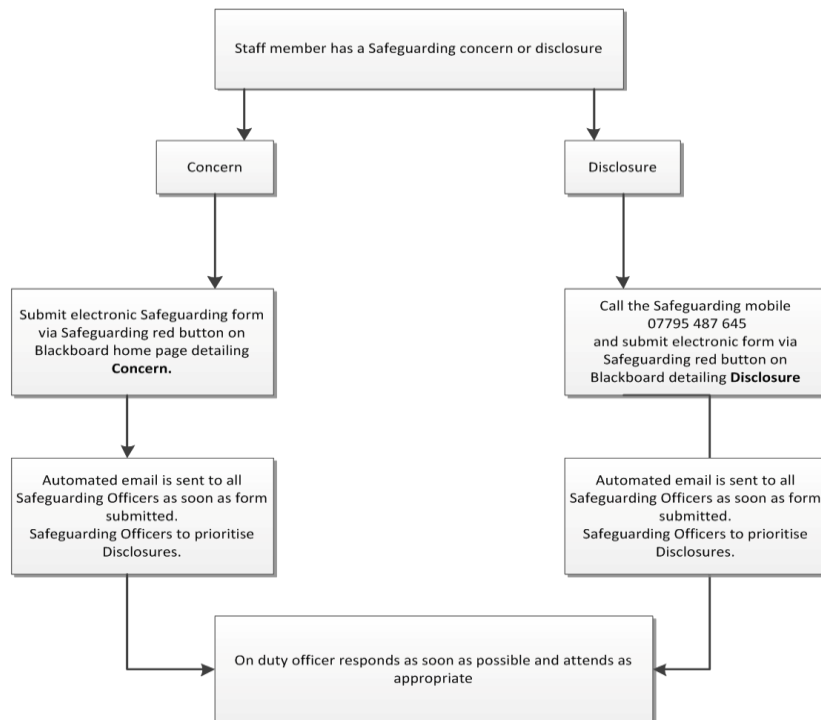 Staff member has a Safeguarding concern or disclosure
Concern
Disclosure
Submit electronic Safeguarding form
via Safeguarding red button on
Blackboard home page detailing
Concern.
Call the Safeguarding mobile
07795 487 645
and submit electronic form via
Safeguarding red button on
Blackboard detailing Disclosure
Automated email is sent to all
Safeguarding Officers as soon as form
submitted.
Safeguarding Officers to prioritise
Disclosures.
Automated email is sent to all
Safeguarding Officers as soon as form
submitted.
Safeguarding Officers to prioritise
Disclosures.
On duty officer responds as soon as possible and attends as
appropriate